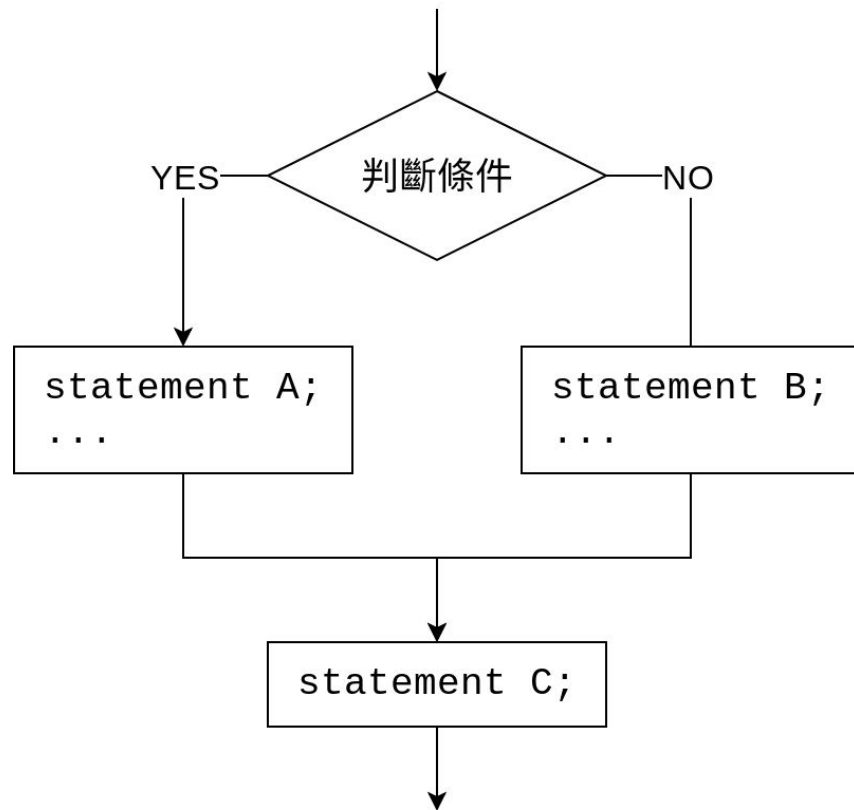 判斷條件
YES
NO
statement A;
...
statement B;
...
statement C;